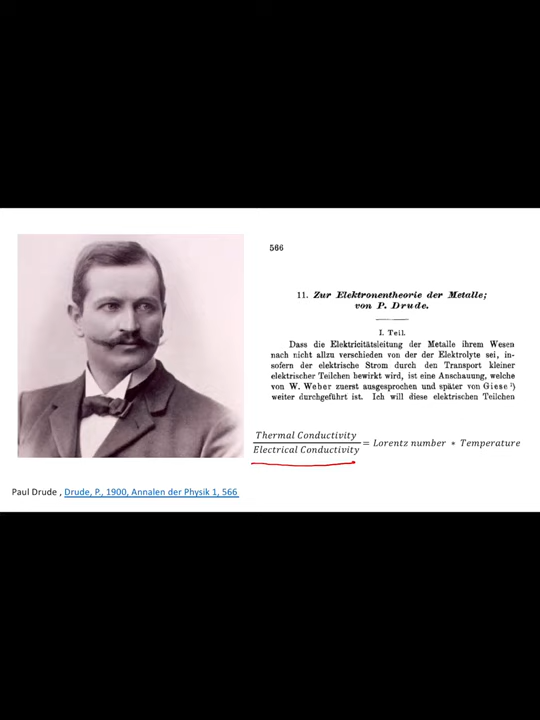 566
11. Zur Elektronentheorie der Metalle;
von P. Drude.
I. Teil.
Dass die Elektricitätsleitung der Metalle ihrem Wesen
nach nicht allzu verschieden von der der Elektrolyte sei, in-
sofern der elektrische Strom durch den Transport kleiner
elektrischer Teilchen bewirkt wird, ist eine Anschauung, welche
von W. Weber zuerst ausgesprochen und später von Giese ¹)
weiter durchgeführt ist. Ich will diese elektrischen Teilchen
Thermal Conductivity
Electrical Conductivity = Lorentz number * Temperature
Paul Drude , Drude, P., 1900, Annalen der Physik 1, 566